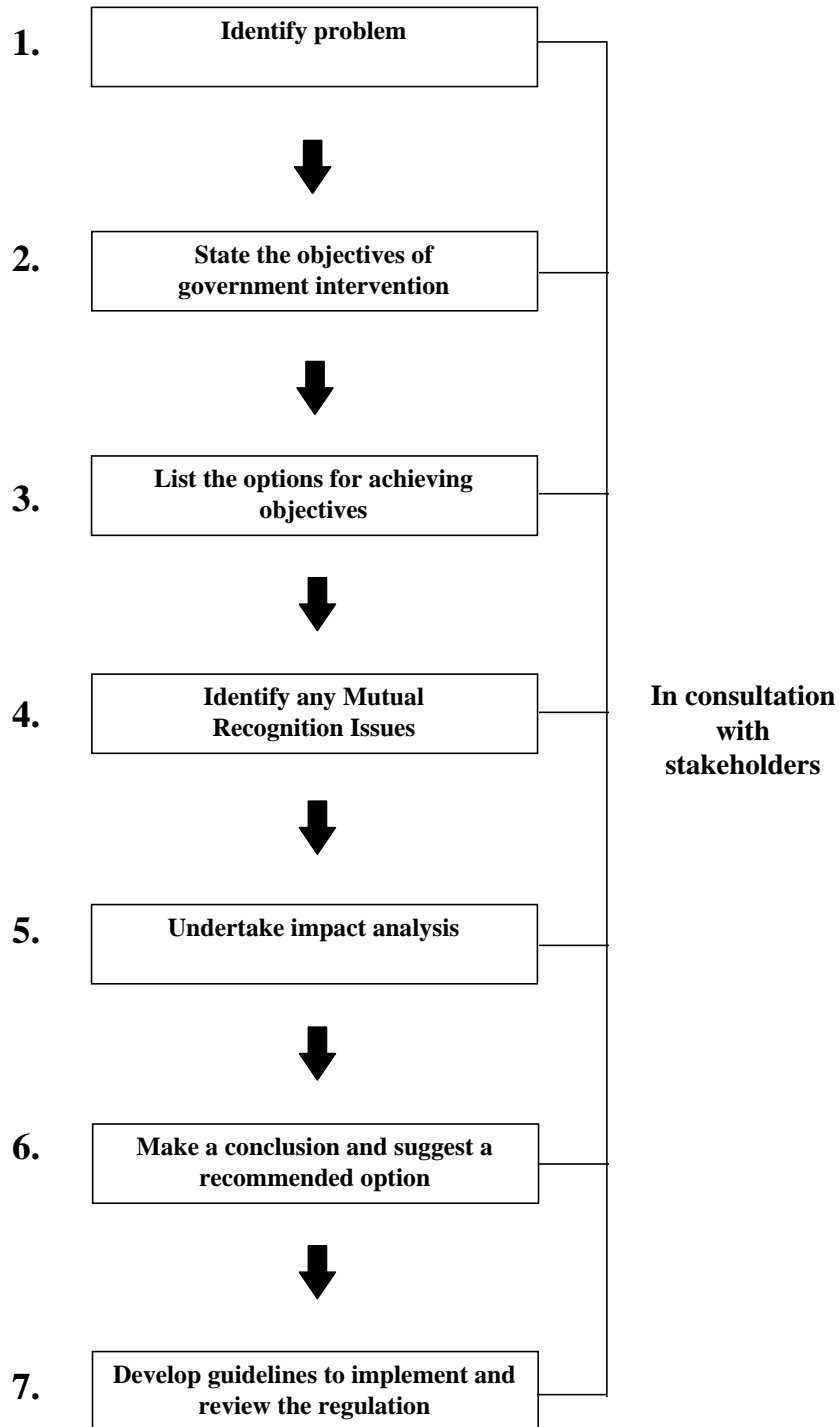 1.
Identify problem
2.
State the objectives of
government intervention
3.
List the options for achieving
objectives
4.
Identify any Mutual
Recognition Issues
In consultation
with
stakeholders
5.
Undertake impact analysis
6.
Make a conclusion and suggest a
recommended option
7.
Develop guidelines to implement and
review the regulation